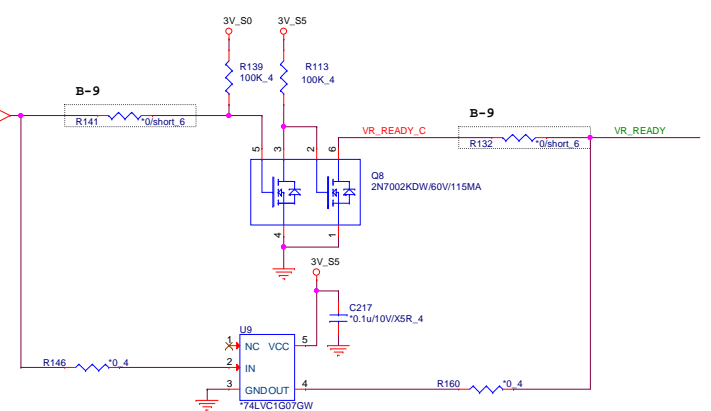 3V_S0
3V_S5
R139
100K_4
R113
100K_4
B-9
R141
*0/short_6
B-9
VR_READY_C
R132
*0/short_6
VR_READY
5
3
2
6
Q8
2N7002KDW/60V/115MA
4
1
3V_S5
C217
*0.1u/10V/X5R_4
U9
1
NC
VCC
5
R146
*0_4
2
IN
3
GND
OUT
4
R160
*0_4
*74LVC1G07GW